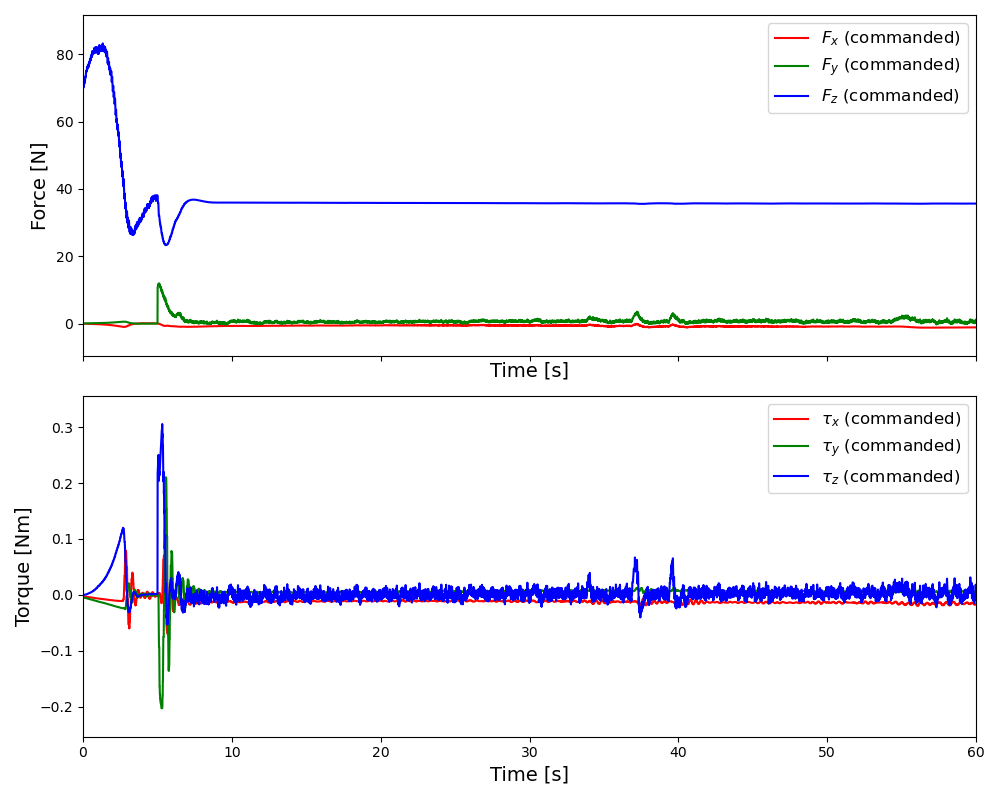 80
60
40
20
0
Force [N]
Fx (commanded)
Fy (commanded)
Fz (commanded)
Time [s]
0.3
0.2
0.1
0.0
−0.1
−0.2
Torque [Nm]
τx (commanded)
τy (commanded)
τz (commanded)
0 10 20 30 40 50 60
Time [s]